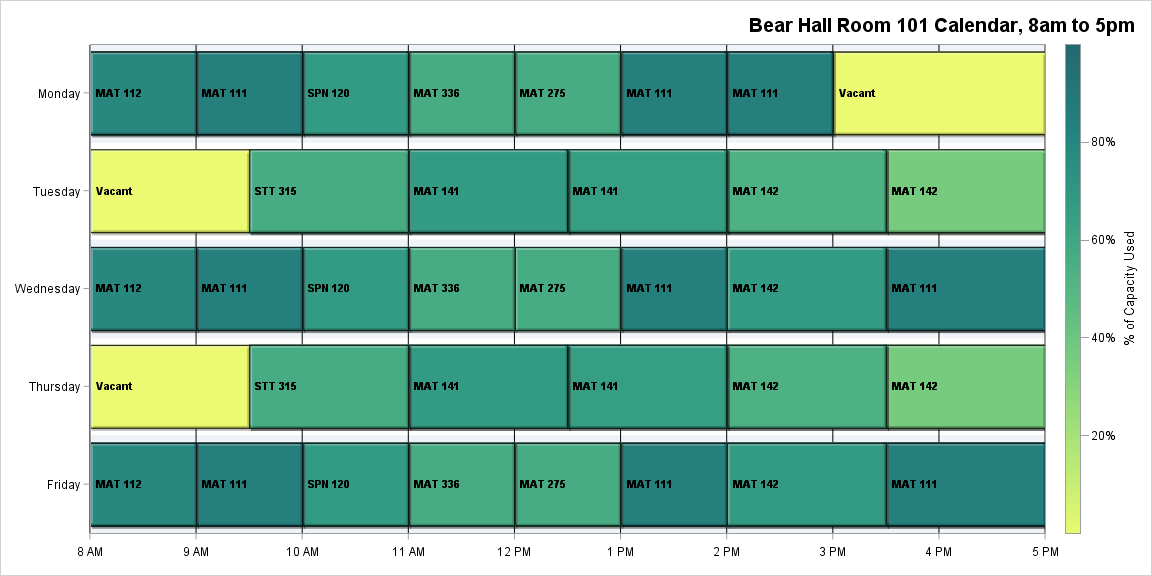 Bear Hall Room 101 Calendar, 8am to 5pm
Monday
MAT 112
MAT 111
SPN 120
MAT 336
MAT 275
MAT 111
MAT 111
Vacant
Tuesday
Vacant
STT 315
MAT 141
MAT 141
MAT 142
MAT 142
Wednesday
MAT 112
MAT 111
SPN 120
MAT 336
MAT 275
MAT 111
MAT 142
MAT 111
Thursday
Vacant
STT 315
MAT 141
MAT 141
MAT 142
MAT 142
Friday
MAT 112
MAT 111
SPN 120
MAT 336
MAT 275
MAT 111
MAT 142
MAT 111
8 AM
9 AM
10 AM
11 AM
12 PM
1 PM
2 PM
3 PM
4 PM
5 PM
80%
60%
40%
20%
% of Capacity Used